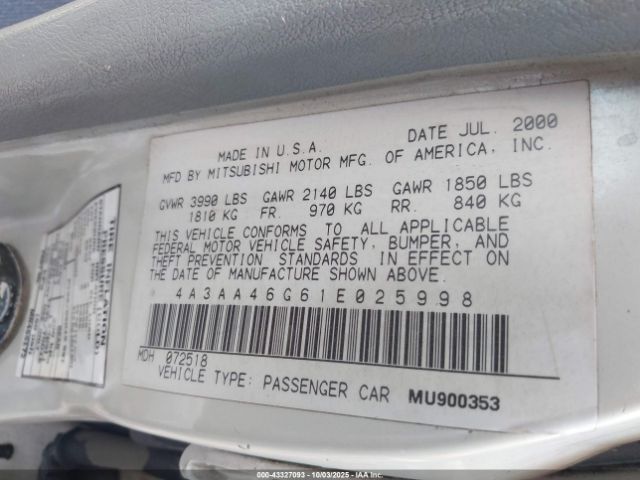 MADE IN U.S.A. DATE JUL. 2000
MFD BY MITSUBISHI MOTOR MFG. OF AMERICA, INC.
GVWR 3990 LBS GAWR 2140 LBS GAWR 1850 LBS
1810 KG FR. 970 KG RR. 840 KG
THIS VEHICLE CONFORMS TO ALL APPLICABLE
FEDERAL MOTOR VEHICLE SAFETY, BUMPER, AND
THEFT PREVENTION STANDARDS IN EFFECT ON
THE DATE OF MANUFACTURE SHOWN ABOVE.
4A3AA46G61E025998
MDH 072518
VEHICLE TYPE: PASSENGER CAR MU900353
TIRE INFLATION
000-43327093 - 10/03/2025 - © IAA Inc.